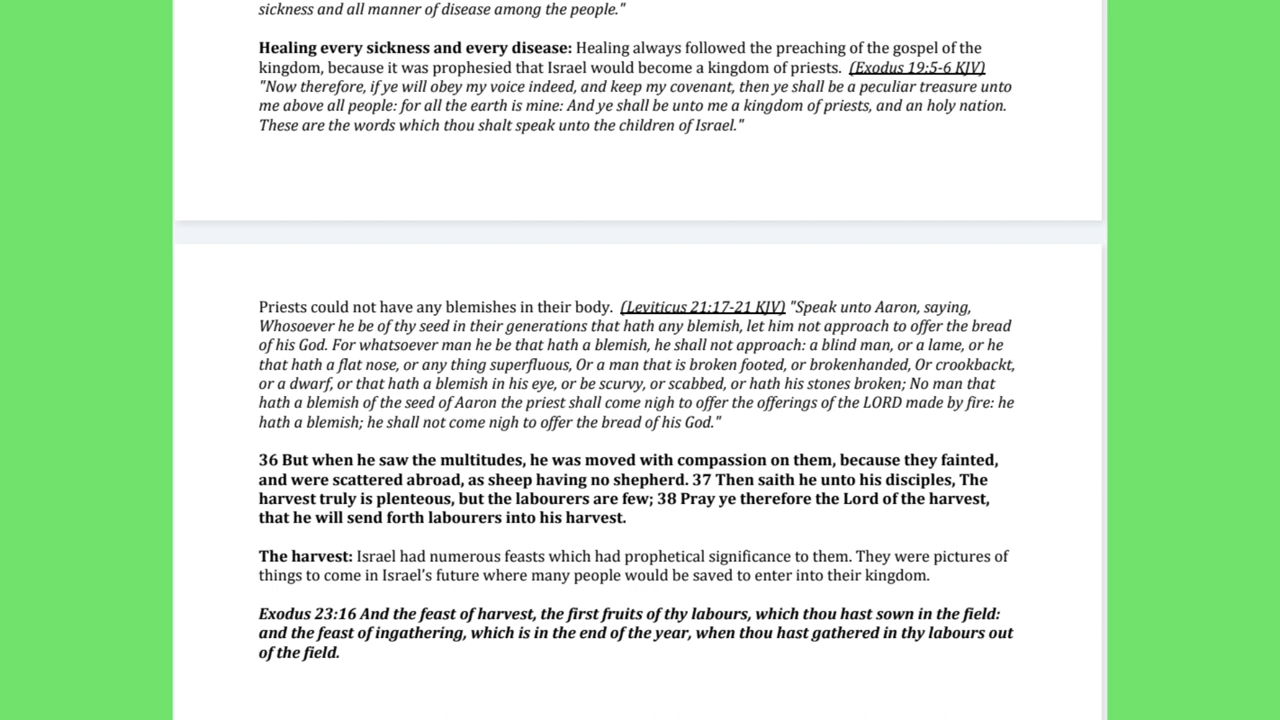 sickness and all manner of disease among the people."
Healing every sickness and every disease: Healing always followed the preaching of the gospel of the
kingdom, because it was prophesied that Israel would become a kingdom of priests.  (Exodus 19:5-6 KJV)
"Now therefore, if ye will obey my voice indeed, and keep my covenant, then ye shall be a peculiar treasure unto
me above all people: for all the earth is mine: And ye shall be unto me a kingdom of priests, and an holy nation.
These are the words which thou shalt speak unto the children of Israel."
Priests could not have any blemishes in their body.  (Leviticus 21:17-21 KJV) "Speak unto Aaron, saying,
Whosoever he be of thy seed in their generations that hath any blemish, let him not approach to offer the bread
of his God. For whatsoever man he be that hath a blemish, he shall not approach: a blind man, or a lame, or he
that hath a flat nose, or any thing superfluous, Or a man that is broken footed, or brokenhanded, Or crookbackt,
or a dwarf, or that hath a blemish in his eye, or be scurvy, or scabbed, or hath his stones broken; No man that
hath a blemish of the seed of Aaron the priest shall come nigh to offer the offerings of the LORD made by fire: he
hath a blemish; he shall not come nigh to offer the bread of his God."
36 But when he saw the multitudes, he was moved with compassion on them, because they fainted,
and were scattered abroad, as sheep having no shepherd. 37 Then saith he unto his disciples, The
harvest truly is plenteous, but the labourers are few; 38 Pray ye therefore the Lord of the harvest,
that he will send forth labourers into his harvest.
The harvest: Israel had numerous feasts which had prophetical significance to them. They were pictures of
things to come in Israel's future where many people would be saved to enter into their kingdom.
Exodus 23:16 And the feast of harvest, the first fruits of thy labours, which thou hast sown in the field:
and the feast of ingathering, which is in the end of the year, when thou hast gathered in thy labours out
of the field.